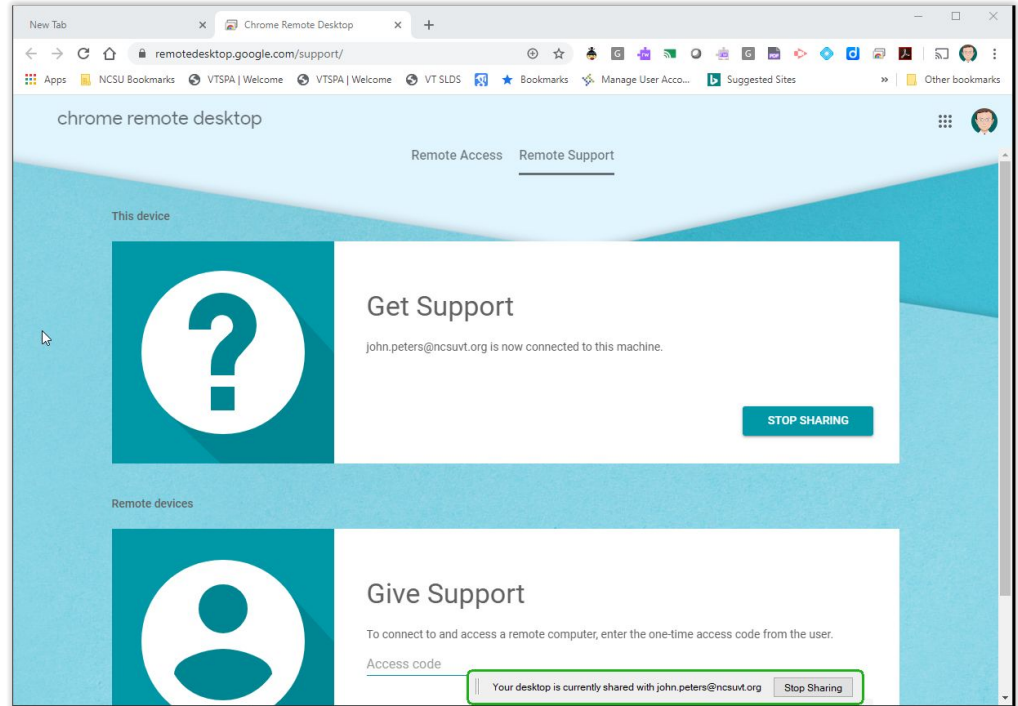 New Tab
Chrome Remote Desktop
remotedesktop.google.com/support/
Apps NCSU Bookmarks VTSPA | Welcome VTSPA | Welcome VT SLDS Bookmarks Manage User Acco... Suggested Sites » Other bookmarks
chrome remote desktop
Remote Access Remote Support
This device
Get Support
john.peters@ncsuvt.org is now connected to this machine.
STOP SHARING
Remote devices
Give Support
To connect to and access a remote computer, enter the one-time access code from the user.
Access code
Your desktop is currently shared with john.peters@ncsuvt.org Stop Sharing